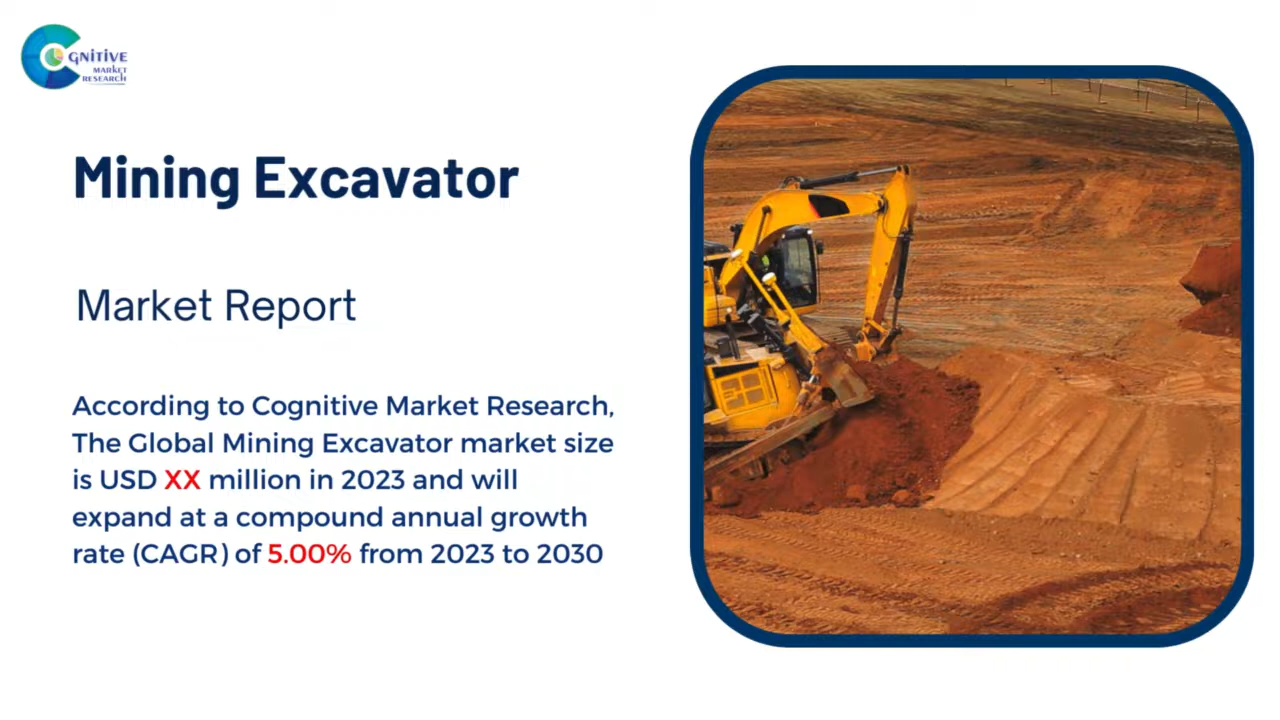 GNITIVE
MARKET
RESEARCH
Mining Excavator
Market Report
According to Cognitive Market Research,
The Global Mining Excavator market size
is USD XX million in 2023 and will
expand at a compound annual growth
rate (CAGR) of 5.00% from 2023 to 2030